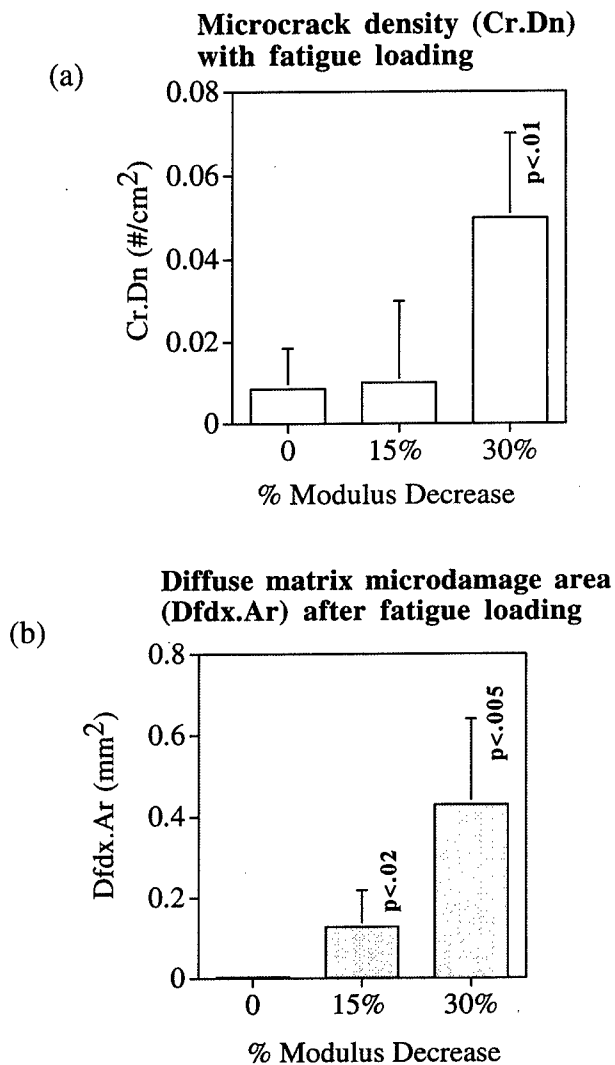 Microcrack density (Cr.Dn)
with fatigue loading
(a)
0.08
0.06
0.04
0.02
0
Cr.Dn (#/cm²)
p<.01
0 15% 30%
% Modulus Decrease
Diffuse matrix microdamage area
(Dfdx.Ar) after fatigue loading
(b)
0.8
0.6
0.4
0.2
0
Dfdx.Ar (mm²)
p<.02
p<.005
0 15% 30%
% Modulus Decrease